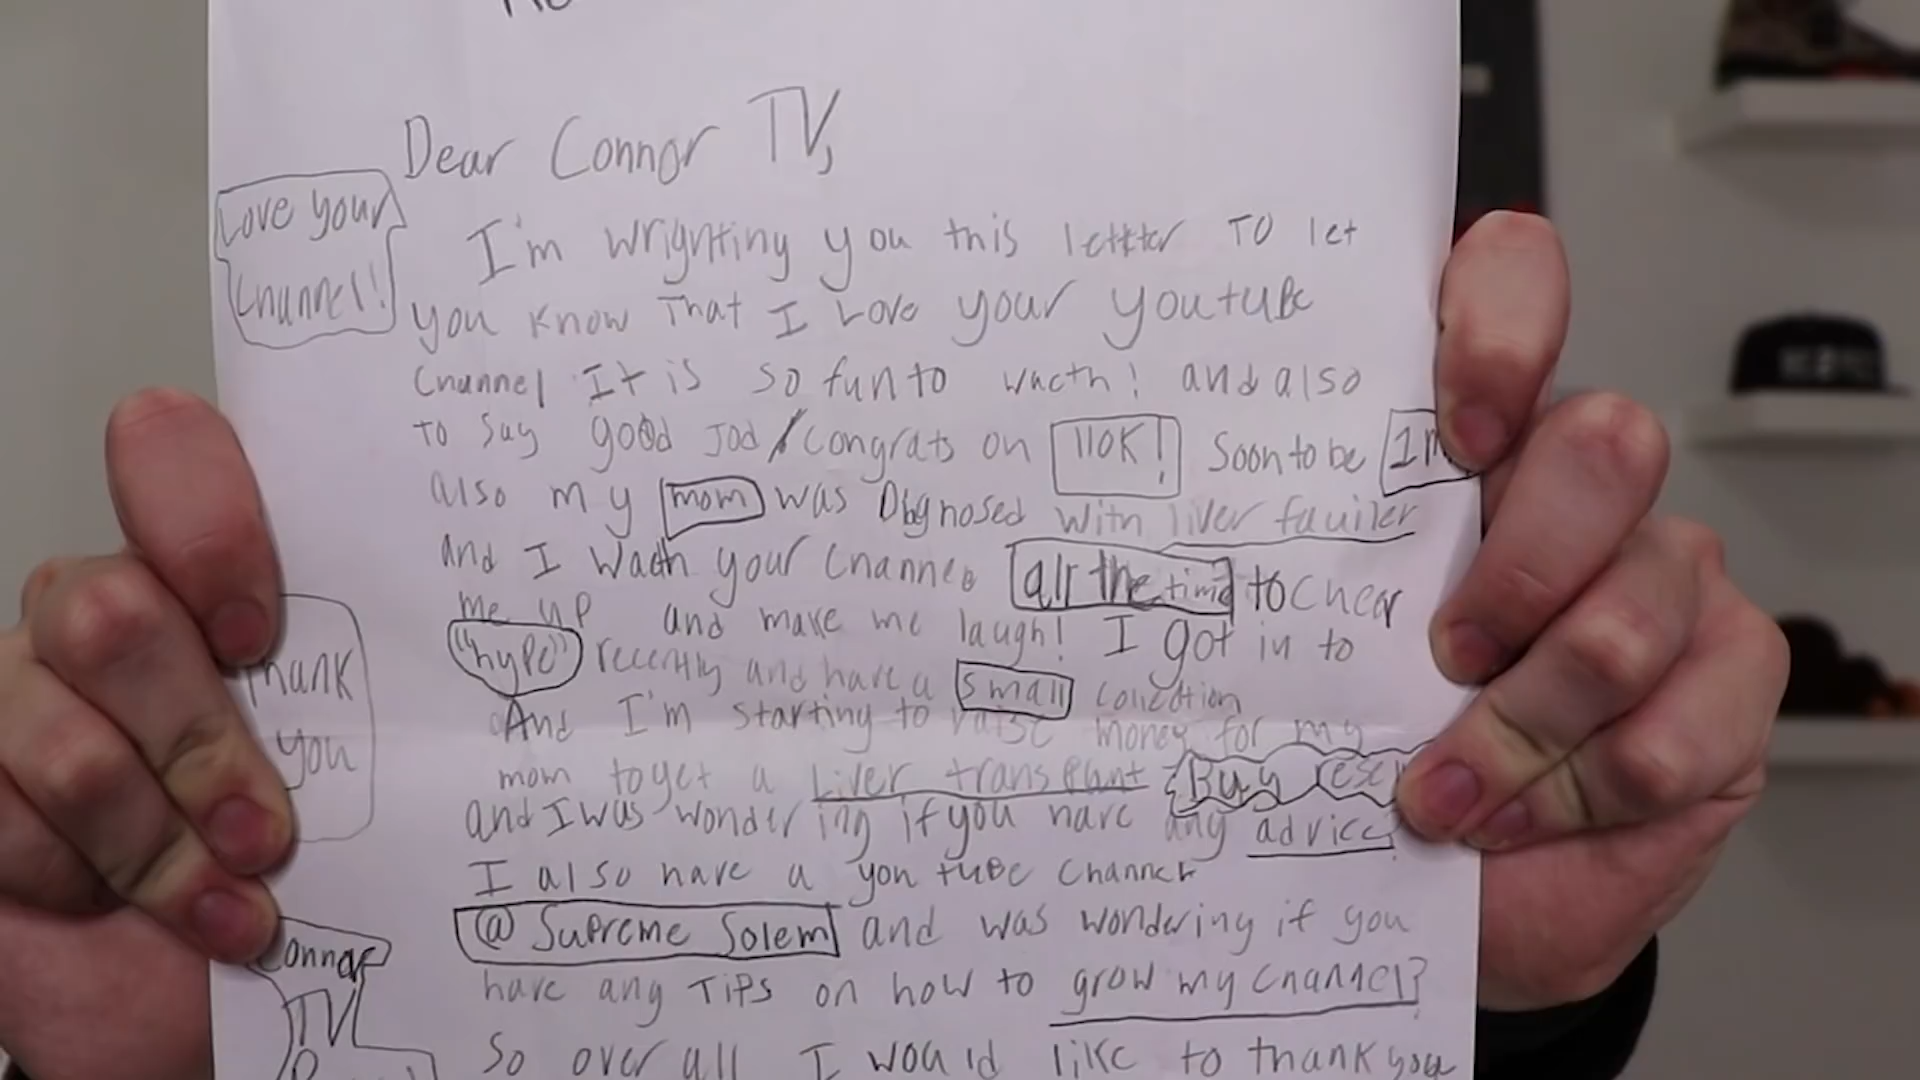 Dear Connor TV,
Love your
Channel!
I'm wrighting you this lettter To let
you know That I Love your youtube
Channel It is so fun to wacth! and also
to say good Jod / Congrats on 110K! Soon to be
also my mom was Digynosed with liver fauiler
and I wacth your channel all the time to chear
me up and make me laugh! I got in to
"hype" recently and have a small collection
And I'm starting to raise money for my
mom to get a Liver transplant Buy
and I was wondering if you have any advice?
I also have a youtube channel
@ Supreme Solem and was wondering if you
have any TIPS on how to grow my channel?
So over all I would like to thank you
Thank
you
Connor
TV